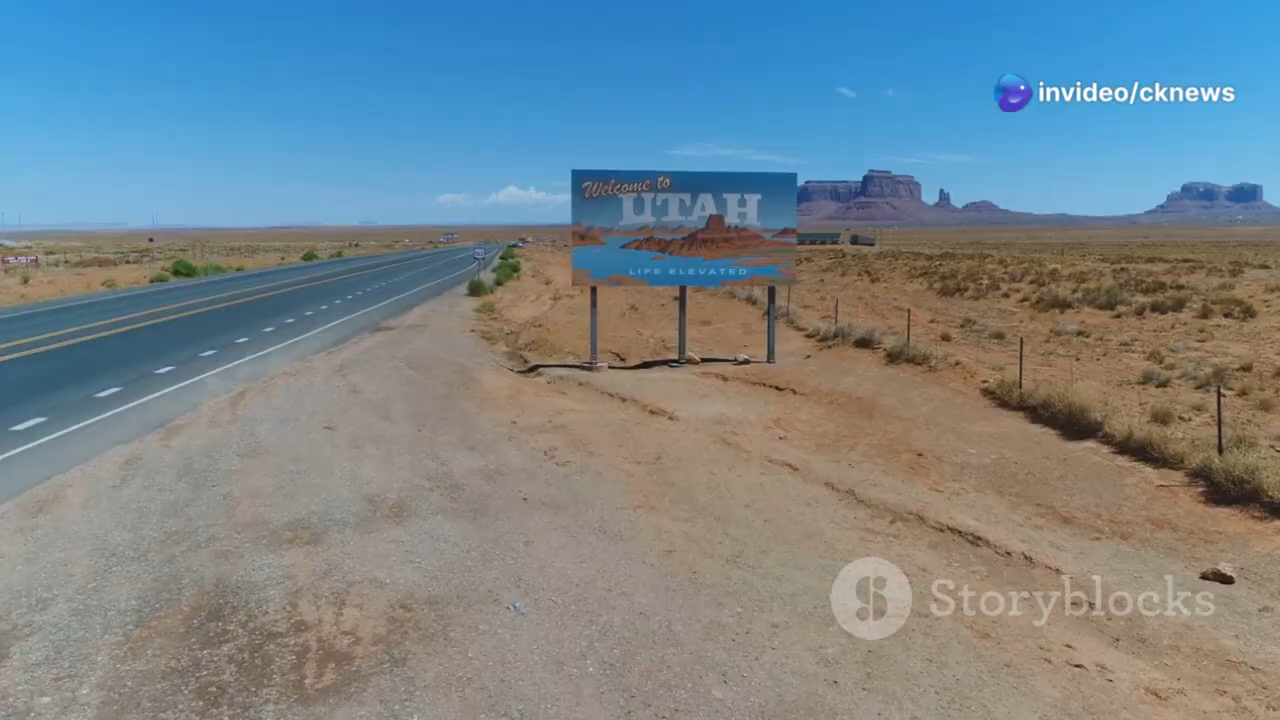 invideo/cknews
Welcome to
UTAH
LIFE ELEVATED
Storyblocks